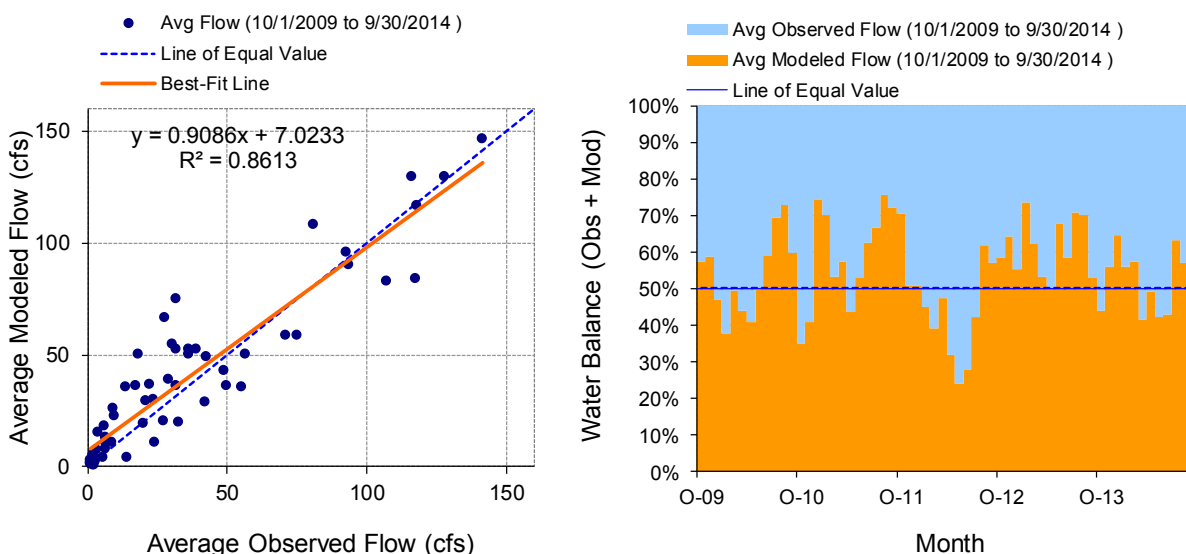 Avg Flow (10/1/2009 to 9/30/2014 )
Line of Equal Value
Best-Fit Line
y = 0.9086x + 7.0233
R² = 0.8613
Average Modeled Flow (cfs)
150
100
50
0
0
50
100
150
Average Observed Flow (cfs)
Avg Observed Flow (10/1/2009 to 9/30/2014 )
Avg Modeled Flow (10/1/2009 to 9/30/2014 )
Line of Equal Value
Water Balance (Obs + Mod)
100%
90%
80%
70%
60%
50%
40%
30%
20%
10%
0%
O-09
O-10
O-11
O-12
O-13
Month